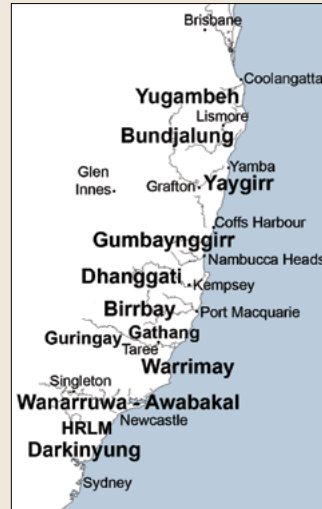 Brisbane
Coolangatta
Yugambeh
Lismore
Bundjalung
Yamba
Glen
Innes
Grafton
Yaygirr
Coffs Harbour
Gumbaynggirr
Nambucca Heads
Dhanggati
Kempsey
Birrbay
Port Macquarie
Gathang
Guringay
Taree
Warrimay
Singleton
Wanarruwa - Awabakal
Newcastle
HRLM
Darkinyung
Sydney